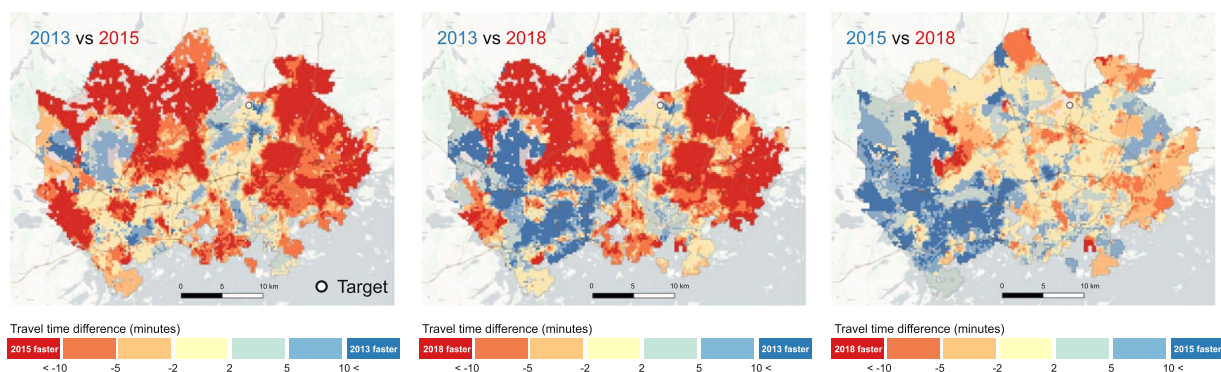 2013 vs 2015
2013 vs 2018
2015 vs 2018
Target
0 5 10 km
0 5 10 km
0 5 10 km
Travel time difference (minutes)
2015 faster 2013 faster
< -10 -5 -2 2 5 10 <
Travel time difference (minutes)
2018 faster 2013 faster
< -10 -5 -2 2 5 10 <
Travel time difference (minutes)
2018 faster 2015 faster
< -10 -5 -2 2 5 10 <